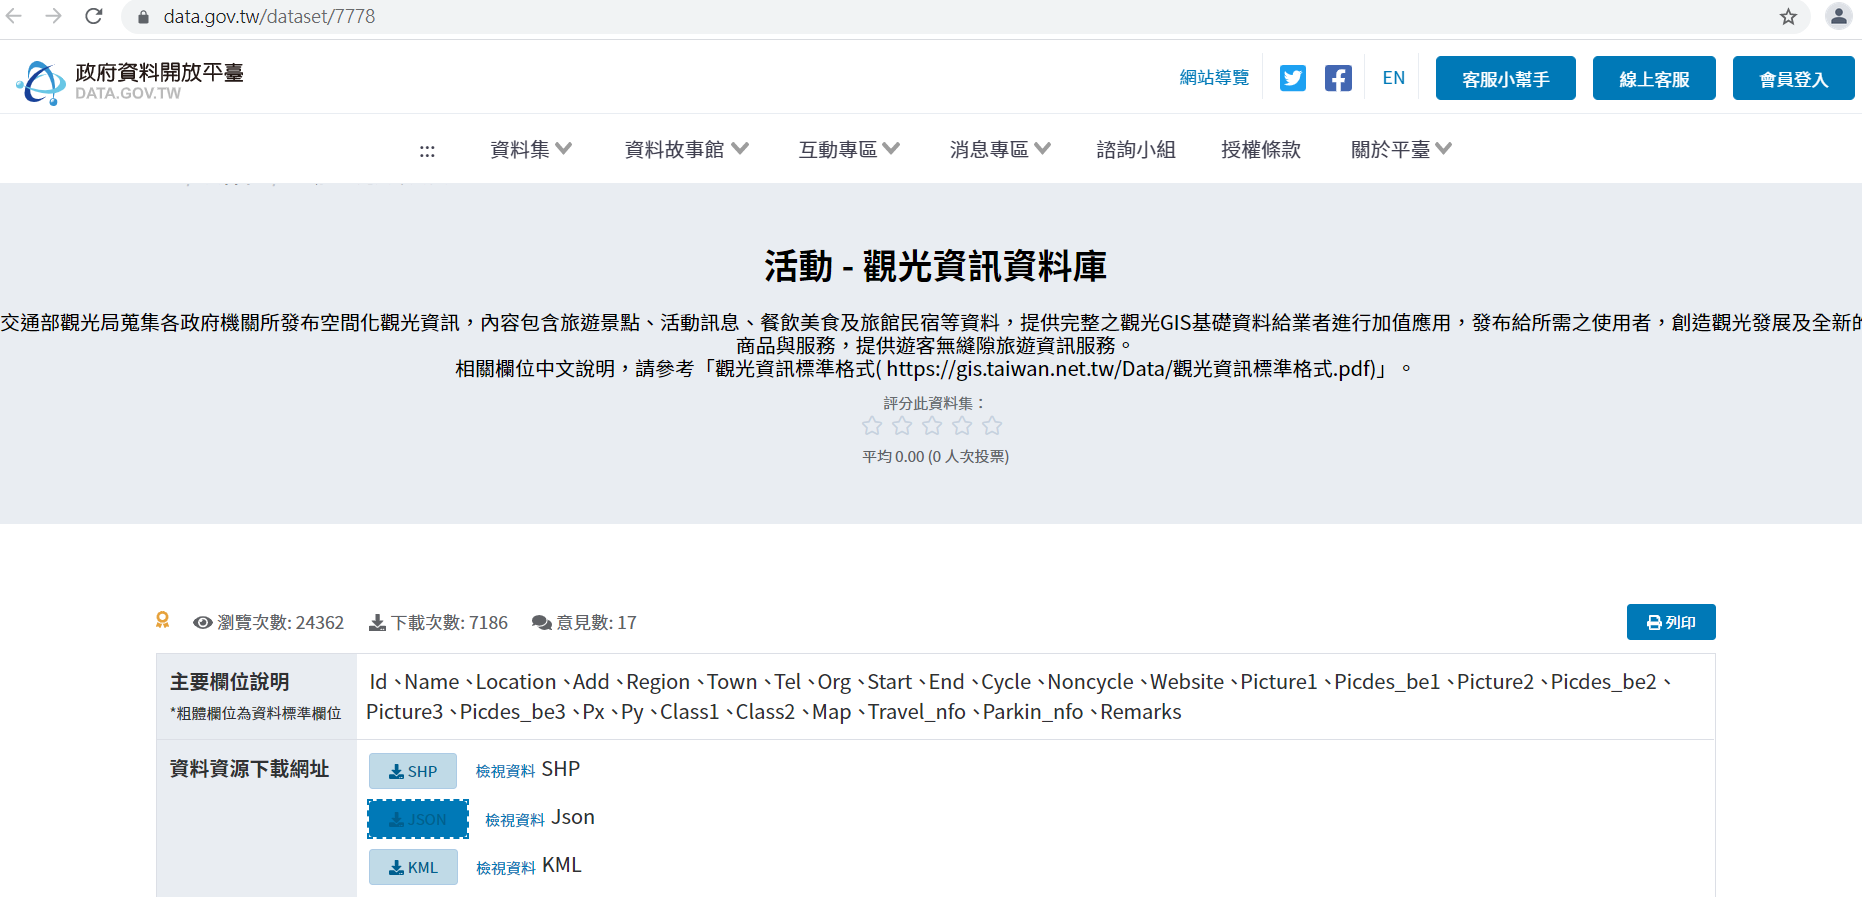 data.gov.tw/dataset/7778
政府資料開放平臺
DATA.GOV.TW
網站導覽
EN
客服小幫手
線上客服
會員登入
:::
資料集
資料故事館
互動專區
消息專區
諮詢小組
授權條款
關於平臺
活動 - 觀光資訊資料庫
交通部觀光局蒐集各政府機關所發布空間化觀光資訊，內容包含旅遊景點、活動訊息、餐飲美食及旅館民宿等資料，提供完整之觀光GIS基礎資料給業者進行加值應用，發布給所需之使用者，創造觀光發展及全新的
商品與服務，提供遊客無縫隙旅遊資訊服務。
相關欄位中文說明，請參考「觀光資訊標準格式( https://gis.taiwan.net.tw/Data/觀光資訊標準格式.pdf)」。
評分此資料集：
平均 0.00 (0 人次投票)
瀏覽次數: 24362
下載次數: 7186
意見數: 17
列印
主要欄位說明
*粗體欄位為資料標準欄位
Id、Name、Location、Add、Region、Town、Tel、Org、Start、End、Cycle、Noncycle、Website、Picture1、Picdes_be1、Picture2、Picdes_be2、
Picture3、Picdes_be3、Px、Py、Class1、Class2、Map、Travel_nfo、Parkin_nfo、Remarks
資料資源下載網址
SHP 檢視資料 SHP
JSON 檢視資料 Json
KML 檢視資料 KML